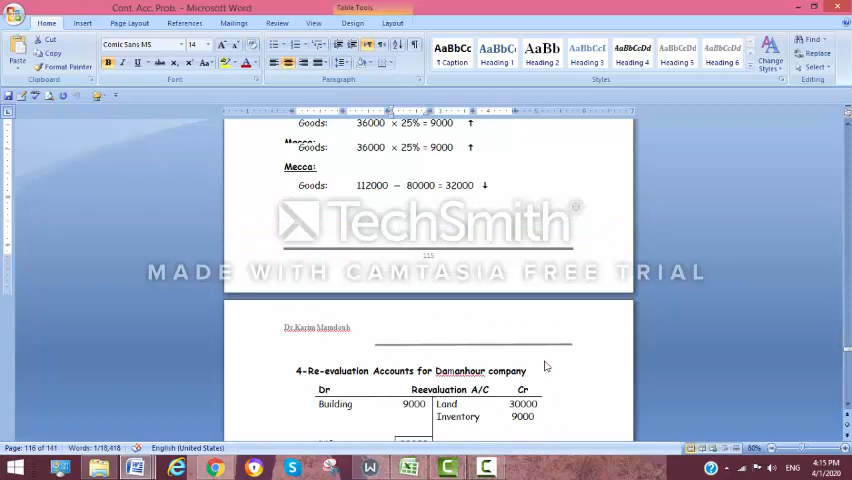 Cont. Acc. Prob. - Microsoft Word
Table Tools
Home Insert Page Layout References Mailings Review View Design Layout
Paste
Cut
Copy
Format Painter
Clipboard
Comic Sans MS 14
Font
Paragraph
AaBbCc AaBbCc AaBb AaBbCcI AaBbCcDd AaBbCcDd AaBbCcDd
¶ Caption Heading 1 Heading 2 Heading 3 Heading 4 Heading 5 Heading 6
Styles
Change Styles
Find
Replace
Select
Editing
Goods: 36000 × 25% = 9000 ↑
Goods: 36000 × 25% = 9000 ↑
Mecca:
Goods: 112000 – 80000 = 32000 ↓
TechSmith®
115
MADE WITH CAMTASIA FREE TRIAL
Dr.Karim Mamdouh
4-Re-evaluation Accounts for Damanhour company
Dr Reevaluation A/C Cr
Building 9000 Land 30000
Inventory 9000
Page: 116 of 141 Words: 1/18,418 English (United States) 80%
ENG
4:15 PM
4/1/2020